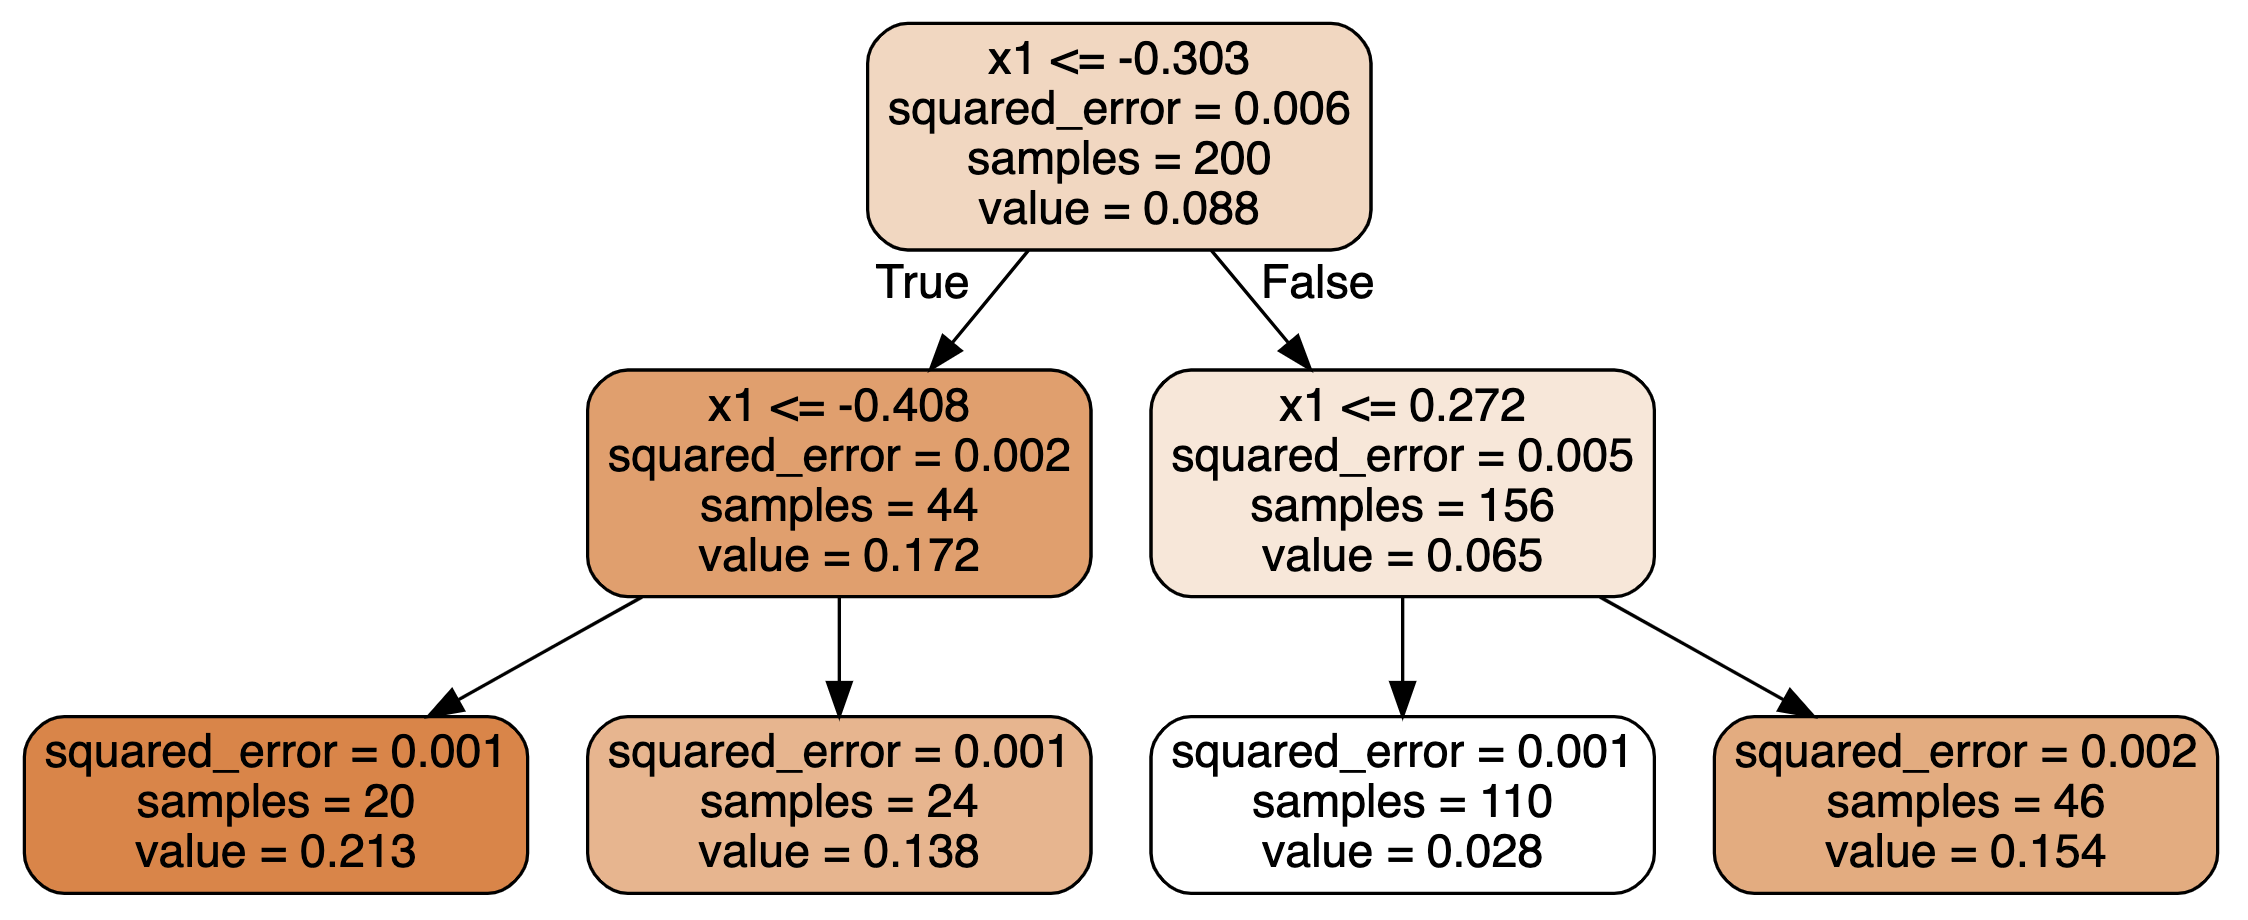 x1 <= -0.303
squared_error = 0.006
samples = 200
value = 0.088
True
False
x1 <= -0.408
squared_error = 0.002
samples = 44
value = 0.172
x1 <= 0.272
squared_error = 0.005
samples = 156
value = 0.065
squared_error = 0.001
samples = 20
value = 0.213
squared_error = 0.001
samples = 24
value = 0.138
squared_error = 0.001
samples = 110
value = 0.028
squared_error = 0.002
samples = 46
value = 0.154